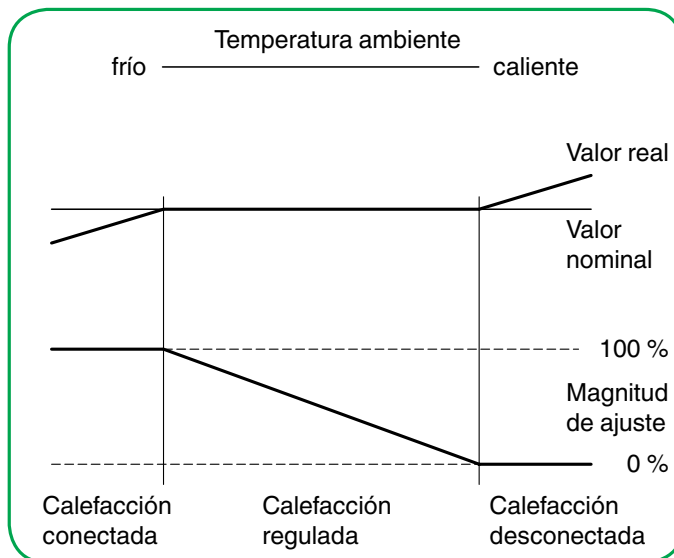 Temperatura ambiente
frío
caliente
Valor real
Valor
nominal
100 %
Magnitud
de ajuste
0 %
Calefacción
conectada
Calefacción
regulada
Calefacción
desconectada